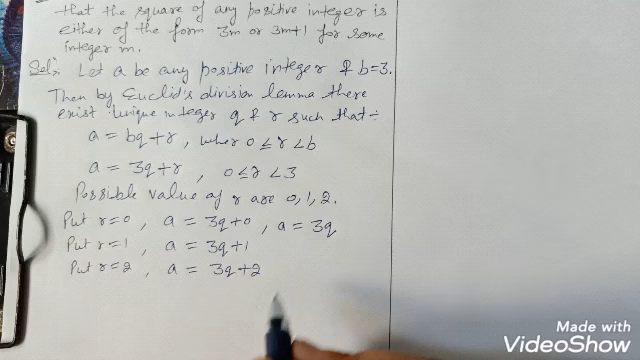 that the square of any positive integer is
either of the form 3m or 3m+1 for some
integer m.
Solⁿ: Let a be any positive integer & b=3.
Then by Euclid's division lemma there
exist unique integer q & r such that ÷
a = bq+r, wher 0 ≤ r < b
a = 3q+r, 0 ≤ r < 3
Possible value of r are 0, 1, 2.
Put r=0, a = 3q+0, a = 3q
Put r=1, a = 3q+1
Put r=2, a = 3q+2
Made with
VideoShow